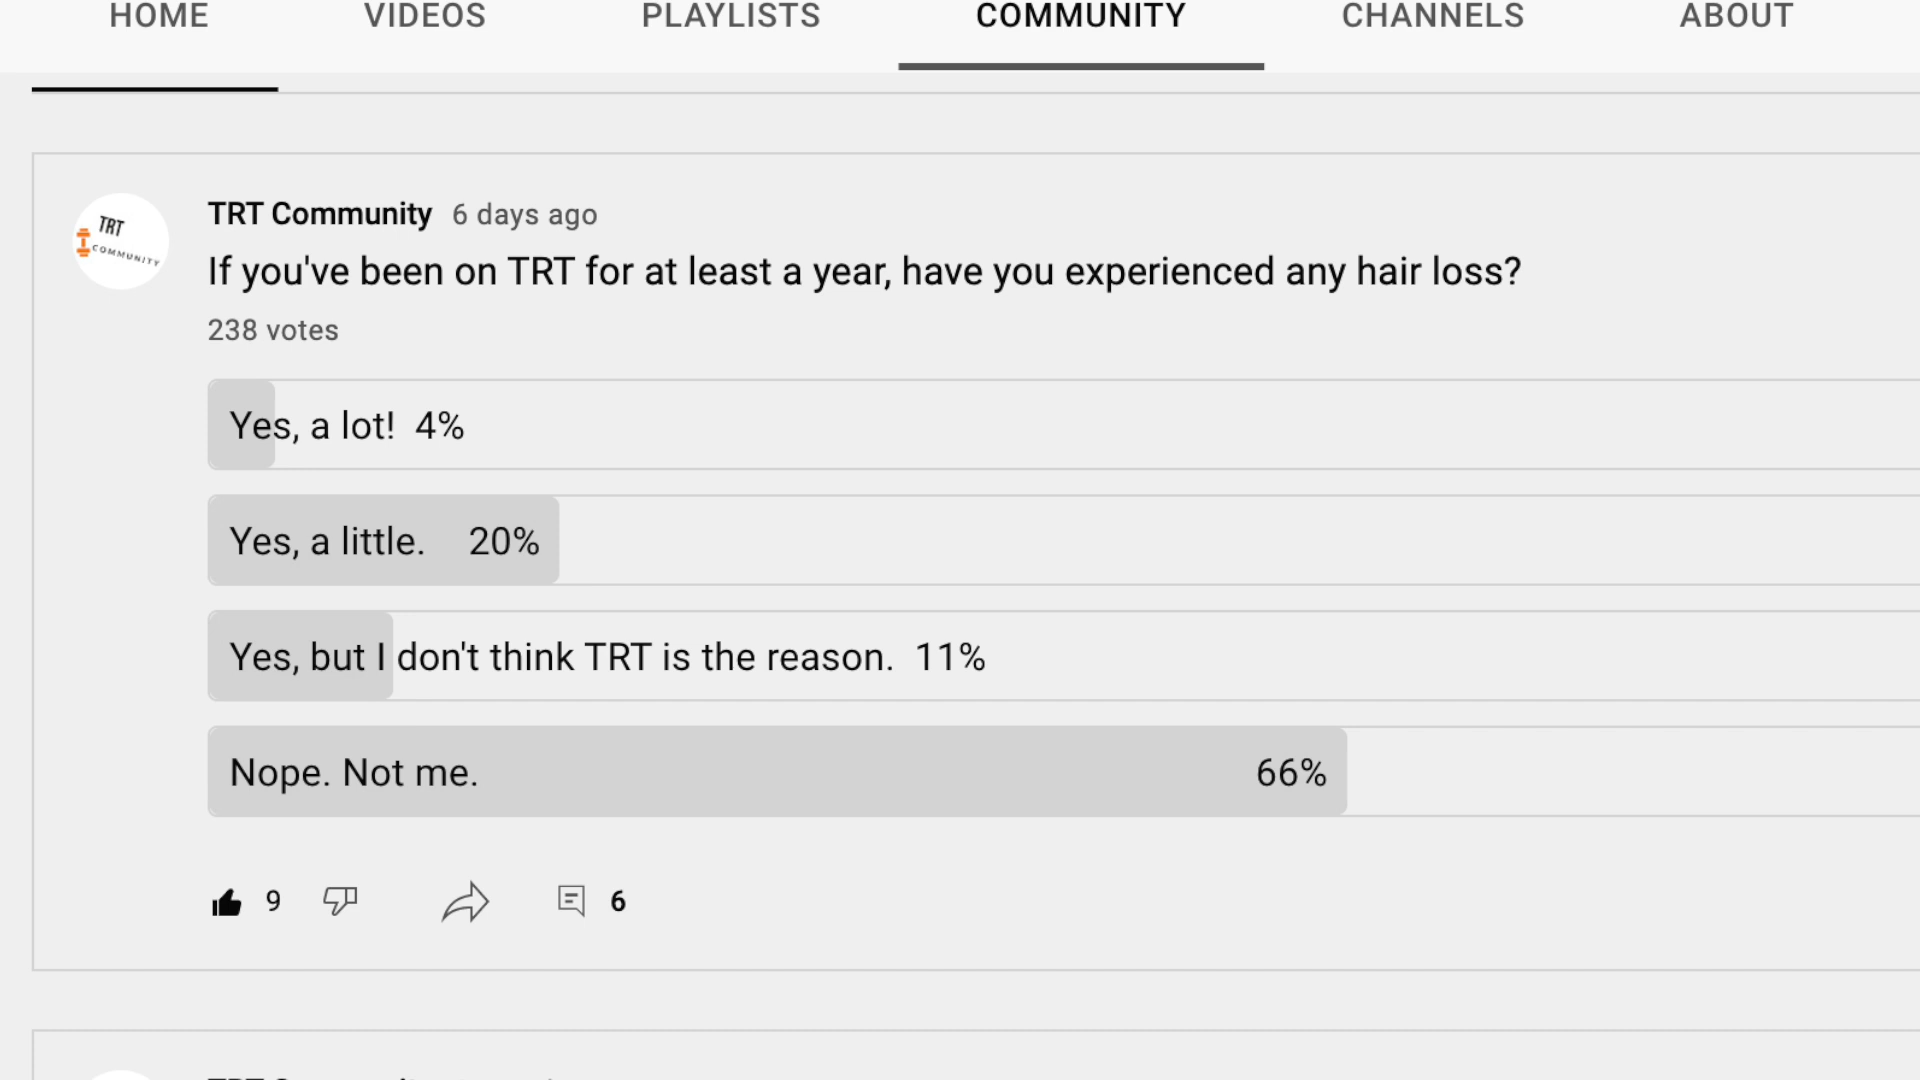 HOME VIDEOS PLAYLISTS COMMUNITY CHANNELS ABOUT
TRT
COMMUNITY
TRT Community 6 days ago
If you've been on TRT for at least a year, have you experienced any hair loss?
238 votes
Yes, a lot! 4%
Yes, a little. 20%
Yes, but I don't think TRT is the reason. 11%
Nope. Not me. 66%
9 6